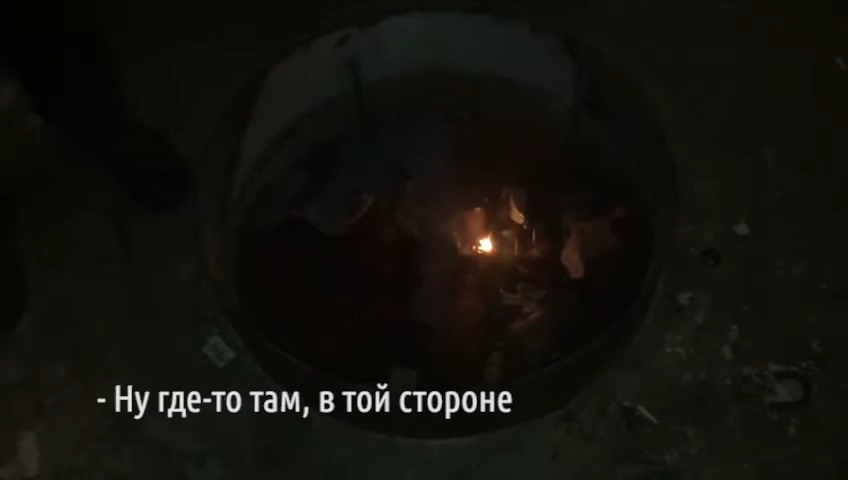 - Ну где-то там, в той стороне